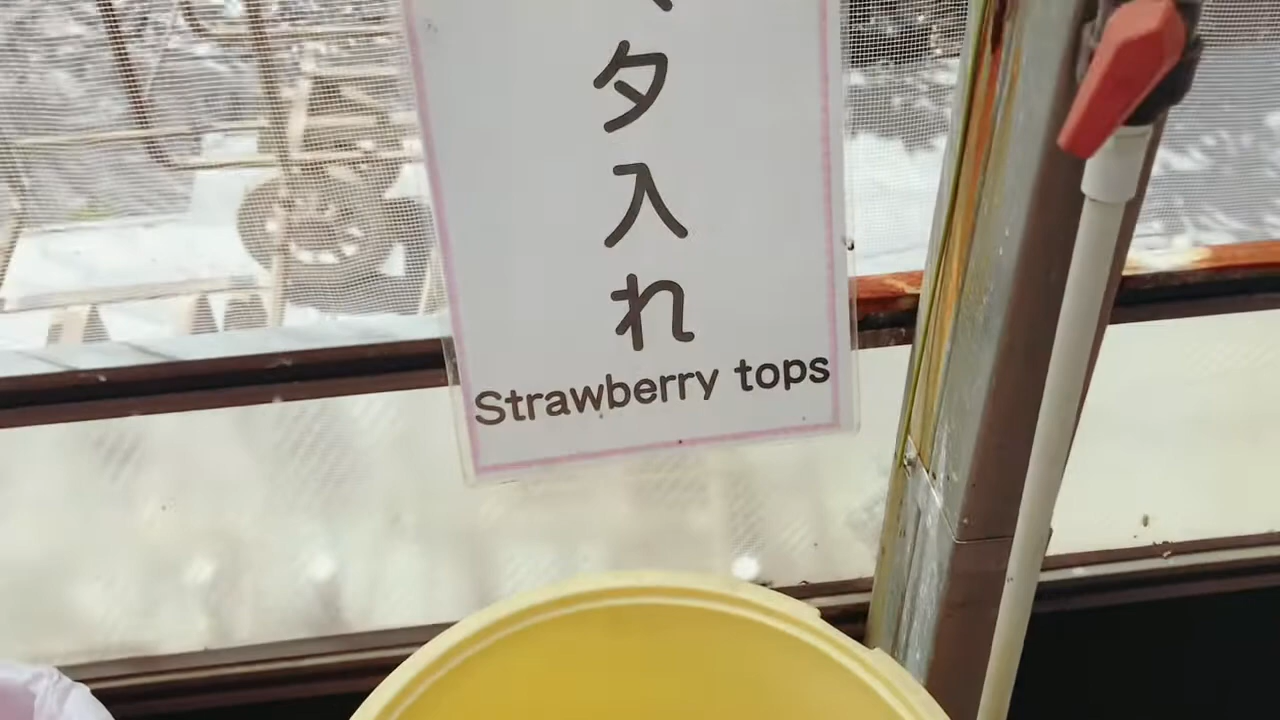 タ入れ
Strawberry tops